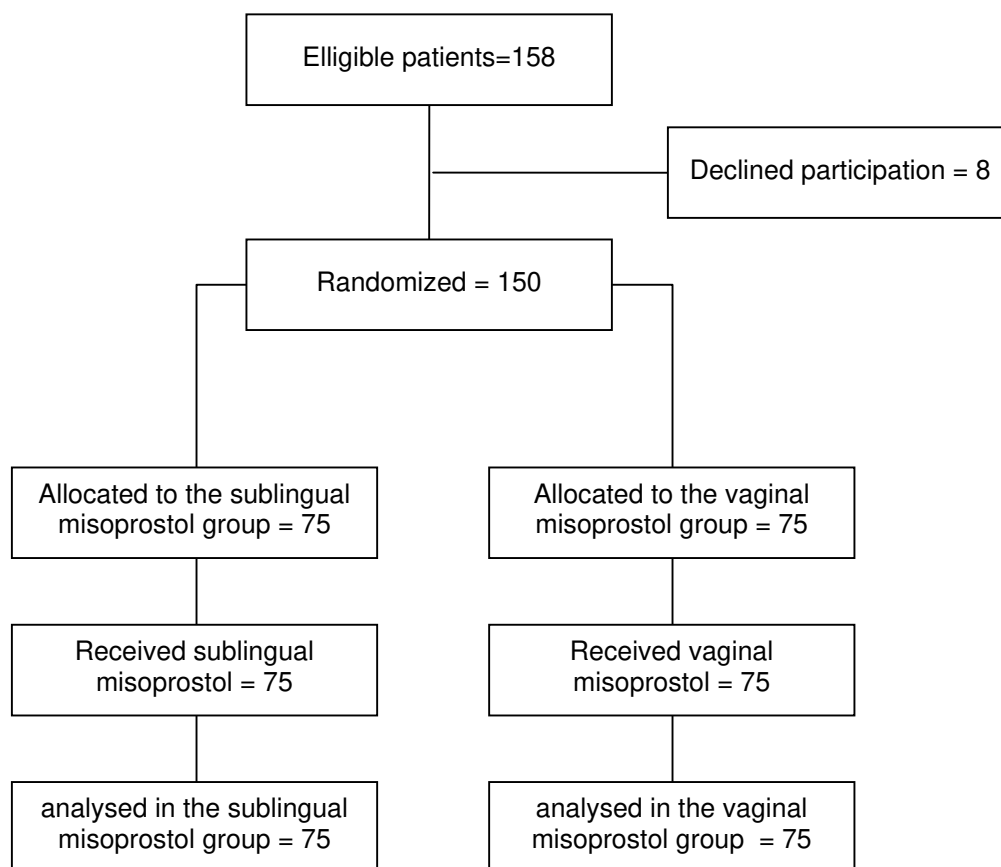 Elligible patients=158
Declined participation = 8
Randomized = 150
Allocated to the sublingual
misoprostol group = 75
Allocated to the vaginal
misoprostol group = 75
Received sublingual
misoprostol = 75
Received vaginal
misoprostol = 75
analysed in the sublingual
misoprostol group = 75
analysed in the vaginal
misoprostol group  = 75